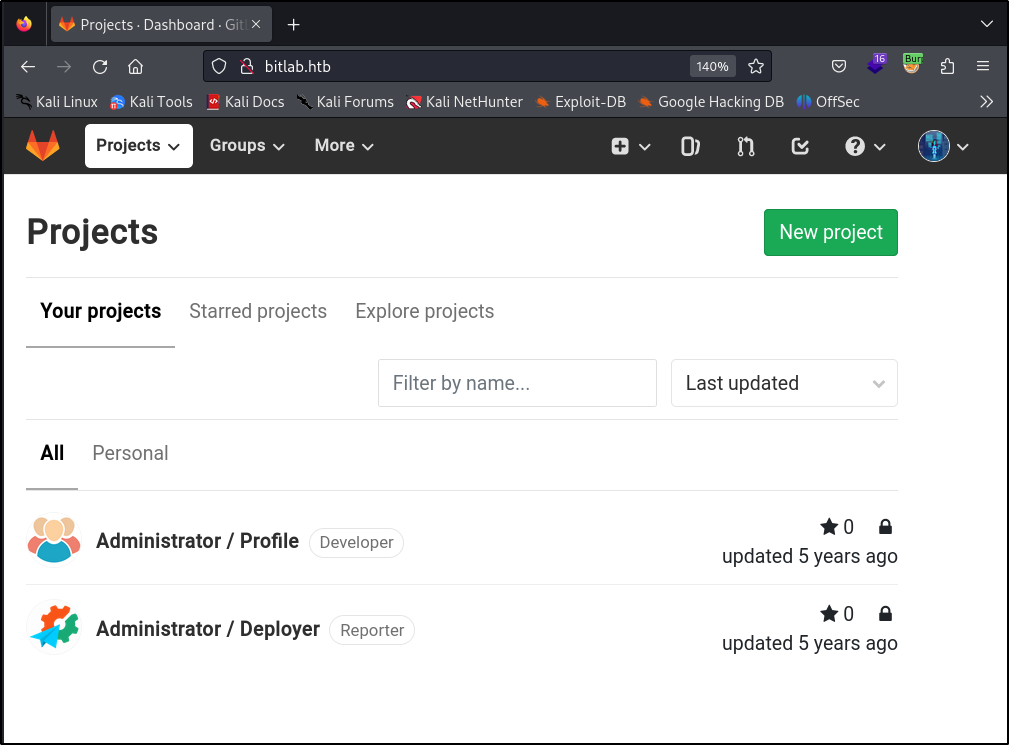 Projects · Dashboard · Git
bitlab.htb
140%
16
Burr
Kali Linux Kali Tools Kali Docs Kali Forums Kali NetHunter Exploit-DB Google Hacking DB OffSec
Projects Groups More
Projects
New project
Your projects Starred projects Explore projects
Filter by name... Last updated
All Personal
Administrator / Profile Developer 0
updated 5 years ago
Administrator / Deployer Reporter 0
updated 5 years ago